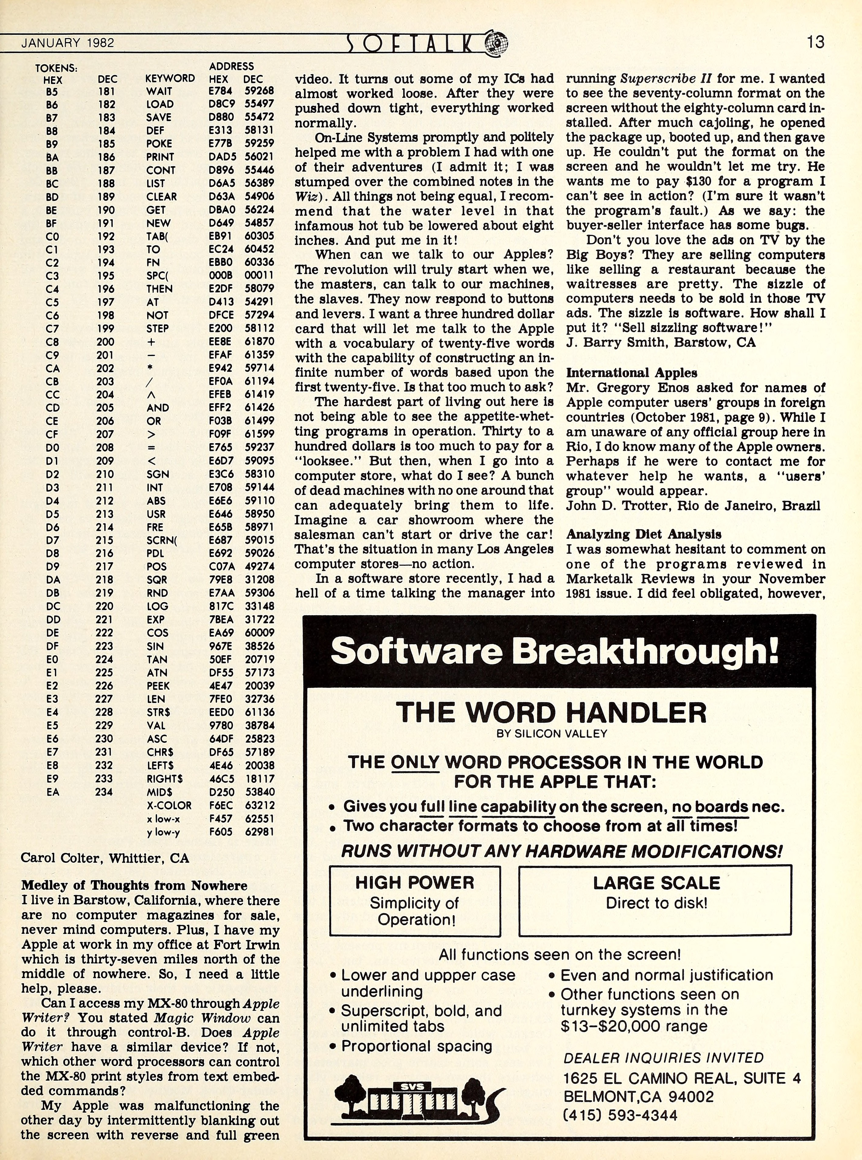 JANUARY 1982
SOFTALK
13
TOKENS: ADDRESS
HEX DEC KEYWORD HEX DEC
B5 181 WAIT E784 59268
B6 182 LOAD D8C9 55497
B7 183 SAVE D880 55472
B8 184 DEF E313 58131
B9 185 POKE E77B 59259
BA 186 PRINT DAD5 56021
BB 187 CONT D896 55446
BC 188 LIST D6A5 56389
BD 189 CLEAR D63A 54906
BE 190 GET DBA0 56224
BF 191 NEW D649 54857
C0 192 TAB( EB91 60305
C1 193 TO EC24 60452
C2 194 FN EBB0 60336
C3 195 SPC( 000B 00011
C4 196 THEN E2DF 58079
C5 197 AT D413 54291
C6 198 NOT DFCE 57294
C7 199 STEP E200 58112
C8 200 + EE8E 61870
C9 201 − EFAF 61359
CA 202 * E942 59714
CB 203 / EF0A 61194
CC 204 ∧ EFEB 61419
CD 205 AND EFF2 61426
CE 206 OR F03B 61499
CF 207 > F09F 61599
D0 208 = E765 59237
D1 209 < E6D7 59095
D2 210 SGN E3C6 58310
D3 211 INT E708 59144
D4 212 ABS E6E6 59110
D5 213 USR E646 58950
D6 214 FRE E65B 58971
D7 215 SCRN( E687 59015
D8 216 PDL E692 59026
D9 217 POS C07A 49274
DA 218 SQR 79E8 31208
DB 219 RND E7AA 59306
DC 220 LOG 817C 33148
DD 221 EXP 7BEA 31722
DE 222 COS EA69 60009
DF 223 SIN 967E 38526
E0 224 TAN 50EF 20719
E1 225 ATN DF55 57173
E2 226 PEEK 4E47 20039
E3 227 LEN 7FE0 32736
E4 228 STR$ EED0 61136
E5 229 VAL 9780 38784
E6 230 ASC 64DF 25823
E7 231 CHR$ DF65 57189
E8 232 LEFT$ 4E46 20038
E9 233 RIGHT$ 46C5 18117
EA 234 MID$ D250 53840
X-COLOR F6EC 63212
x low-x F457 62551
y low-y F605 62981
Carol Colter, Whittier, CA
Medley of Thoughts from Nowhere
I live in Barstow, California, where there
are no computer magazines for sale,
never mind computers. Plus, I have my
Apple at work in my office at Fort Irwin
which is thirty-seven miles north of the
middle of nowhere. So, I need a little
help, please.
Can I access my MX-80 through Apple
Writer? You stated Magic Window can
do it through control-B. Does Apple
Writer have a similar device? If not,
which other word processors can control
the MX-80 print styles from text embed-
ded commands?
My Apple was malfunctioning the
other day by intermittently blanking out
the screen with reverse and full green
video. It turns out some of my ICs had
almost worked loose. After they were
pushed down tight, everything worked
normally.
On-Line Systems promptly and politely
helped me with a problem I had with one
of their adventures (I admit it; I was
stumped over the combined notes in the
Wiz). All things not being equal, I recom-
mend that the water level in that
infamous hot tub be lowered about eight
inches. And put me in it!
When can we talk to our Apples?
The revolution will truly start when we,
the masters, can talk to our machines,
the slaves. They now respond to buttons
and levers. I want a three hundred dollar
card that will let me talk to the Apple
with a vocabulary of twenty-five words
with the capability of constructing an in-
finite number of words based upon the
first twenty-five. Is that too much to ask?
The hardest part of living out here is
not being able to see the appetite-whet-
ting programs in operation. Thirty to a
hundred dollars is too much to pay for a
"looksee." But then, when I go into a
computer store, what do I see? A bunch
of dead machines with no one around that
can adequately bring them to life.
Imagine a car showroom where the
salesman can't start or drive the car!
That's the situation in many Los Angeles
computer stores—no action.
In a software store recently, I had a
hell of a time talking the manager into
running Superscribe II for me. I wanted
to see the seventy-column format on the
screen without the eighty-column card in-
stalled. After much cajoling, he opened
the package up, booted up, and then gave
up. He couldn't put the format on the
screen and he wouldn't let me try. He
wants me to pay $130 for a program I
can't see in action? (I'm sure it wasn't
the program's fault.) As we say: the
buyer-seller interface has some bugs.
Don't you love the ads on TV by the
Big Boys? They are selling computers
like selling a restaurant because the
waitresses are pretty. The sizzle of
computers needs to be sold in those TV
ads. The sizzle is software. How shall I
put it? "Sell sizzling software!"
J. Barry Smith, Barstow, CA
International Apples
Mr. Gregory Enos asked for names of
Apple computer users' groups in foreign
countries (October 1981, page 9). While I
am unaware of any official group here in
Rio, I do know many of the Apple owners.
Perhaps if he were to contact me for
whatever help he wants, a "users'
group" would appear.
John D. Trotter, Rio de Janeiro, Brazil
Analyzing Diet Analysis
I was somewhat hesitant to comment on
one of the programs reviewed in
Marketalk Reviews in your November
1981 issue. I did feel obligated, however,
Software Breakthrough!
THE WORD HANDLER
BY SILICON VALLEY
THE ONLY WORD PROCESSOR IN THE WORLD
FOR THE APPLE THAT:
• Gives you full line capability on the screen, no boards nec.
• Two character formats to choose from at all times!
RUNS WITHOUT ANY HARDWARE MODIFICATIONS!
HIGH POWER
Simplicity of
Operation!
LARGE SCALE
Direct to disk!
All functions seen on the screen!
• Lower and uppper case
underlining
• Superscript, bold, and
unlimited tabs
• Proportional spacing
• Even and normal justification
• Other functions seen on
turnkey systems in the
$13–$20,000 range
SVS
DEALER INQUIRIES INVITED
1625 EL CAMINO REAL, SUITE 4
BELMONT,CA 94002
(415) 593-4344